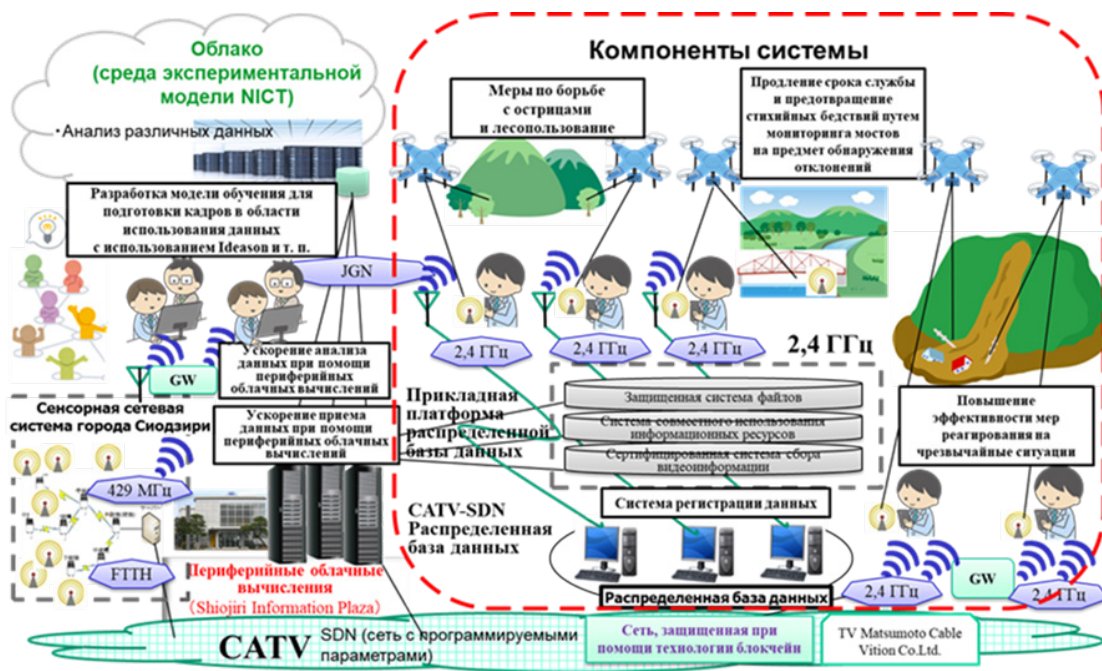 Облако
(среда экспериментальной
модели NICT)
· Анализ различных данных
Разработка модели обучения для
подготовки кадров в области
использования данных
с использованием Ideason и т. п.
JGN
GW
Ускорение анализа
данных при помощи
периферийных
облачных вычислений
Ускорение приема
данных при помощи
периферийных облачных
вычислений
Сенсорная сетевая
система города Сиодзири
429 МГц
FTTH
Периферийные облачные
вычисления
(Shiojiri Information Plaza)
Компоненты системы
Меры по борьбе
с острицами
и лесопользование
Продление срока службы
и предотвращение
стихийных бедствий путем
мониторинга мостов
на предмет обнаружения
отклонений
2,4 ГГц
2,4 ГГц
2,4 ГГц
2,4 ГГц
Прикладная
платформа
распределенной
базы данных
Защищенная система файлов
Система совместного использования
информационных ресурсов
Сертифицированная система сбора
видеоинформации
Повышение
эффективности мер
реагирования на
чрезвычайные ситуации
CATV-SDN
Распределенная
база данных
Система регистрации данных
Распределенная база данных
2,4 ГГц
GW
2,4 ГГц
CATV
SDN (сеть с программируемыми
параметрами)
Сеть, защищенная при
помощи технологии блокчейн
TV Matsumoto Cable
Vition Co.Ltd.